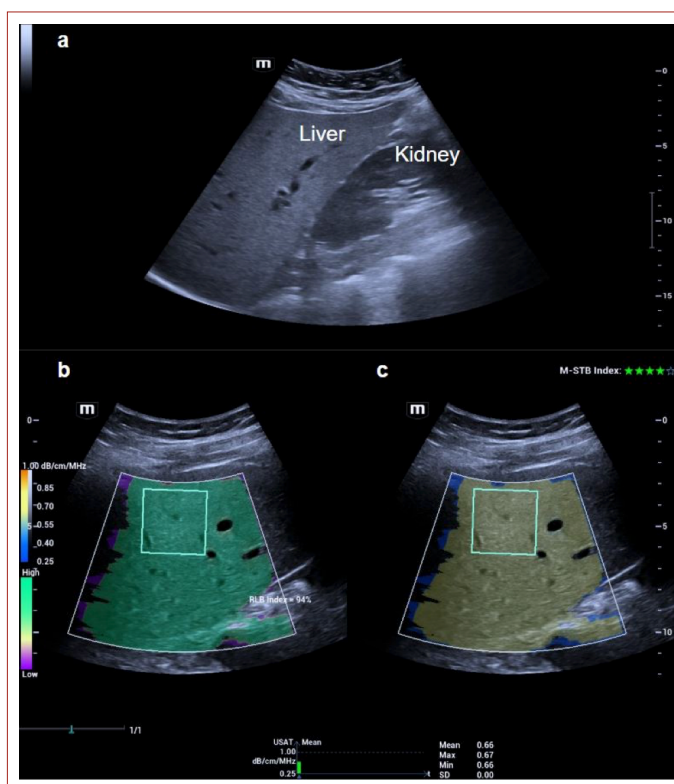 a
m
Liver
Kidney
0
5
10
15
b
c
M-STB Index: ★★★★☆
m
m
0
1.00 dB/cm/MHz
0.85
0.70
0.55
0.40
0.25
High
Low
5
RLB Index = 94%
0
5
10
1/1
USAT
Mean
1.00
dB/cm/MHz
0.25
t
Mean 0.66
Max 0.67
Min 0.66
SD 0.00